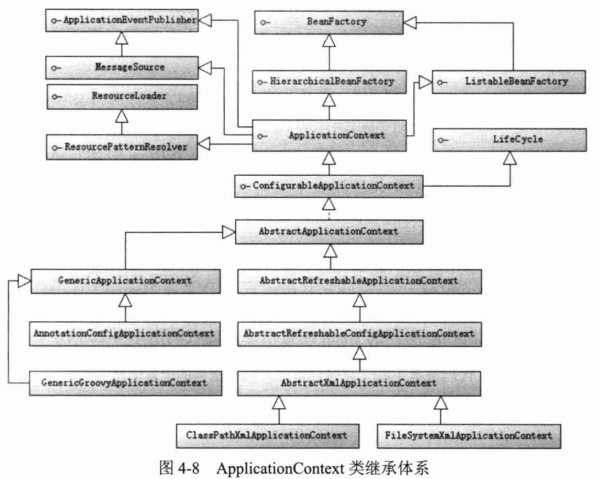 ApplicationEventPublisher
BeanFactory
MessageSource
HierarchicalBeanFactory
ListableBeanFactory
ResourceLoader
ApplicationContext
LifeCycle
ResourcePatternResolver
ConfigurableApplicationContext
AbstractApplicationContext
GenericApplicationContext
AbstractRefreshableApplicationContext
AnnotationConfigApplicationContext
AbstractRefreshableConfigApplicationContext
GenericGroovyApplicationContext
AbstractXmlApplicationContext
ClassPathXmlApplicationContext
FileSystemXmlApplicationContext
图 4-8 ApplicationContext 类继承体系